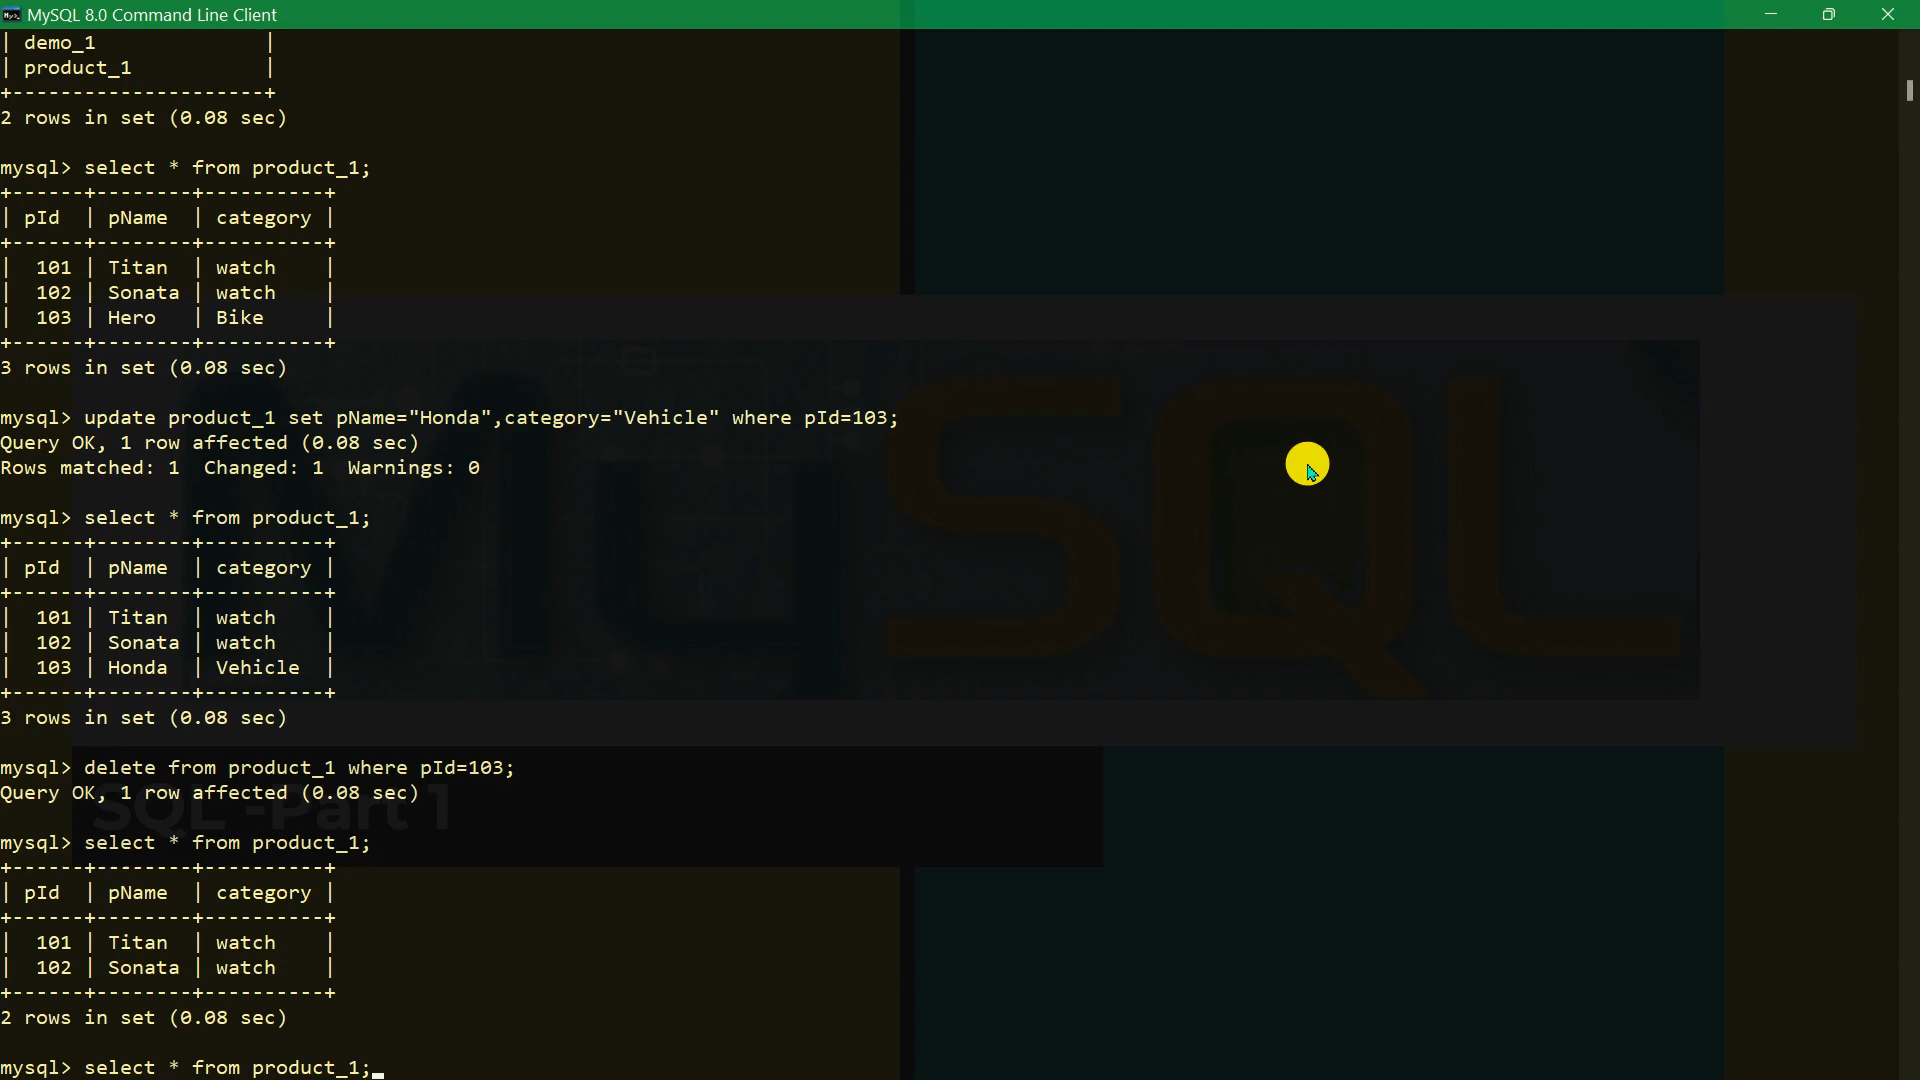 MySQL 8.0 Command Line Client
| demo_1              |
| product_1           |
+---------------------+
2 rows in set (0.08 sec)
mysql> select * from product_1;
+------+--------+----------+
| pId  | pName  | category |
+------+--------+----------+
|  101 | Titan  | watch    |
|  102 | Sonata | watch    |
|  103 | Hero   | Bike     |
+------+--------+----------+
3 rows in set (0.08 sec)
mysql> update product_1 set pName="Honda",category="Vehicle" where pId=103;
Query OK, 1 row affected (0.08 sec)
Rows matched: 1  Changed: 1  Warnings: 0
mysql> select * from product_1;
+------+--------+----------+
| pId  | pName  | category |
+------+--------+----------+
|  101 | Titan  | watch    |
|  102 | Sonata | watch    |
|  103 | Honda  | Vehicle  |
+------+--------+----------+
3 rows in set (0.08 sec)
mysql> delete from product_1 where pId=103;
Query OK, 1 row affected (0.08 sec)
mysql> select * from product_1;
+------+--------+----------+
| pId  | pName  | category |
+------+--------+----------+
|  101 | Titan  | watch    |
|  102 | Sonata | watch    |
+------+--------+----------+
2 rows in set (0.08 sec)
mysql> select * from product_1;
MySQL
SQL -Part 1